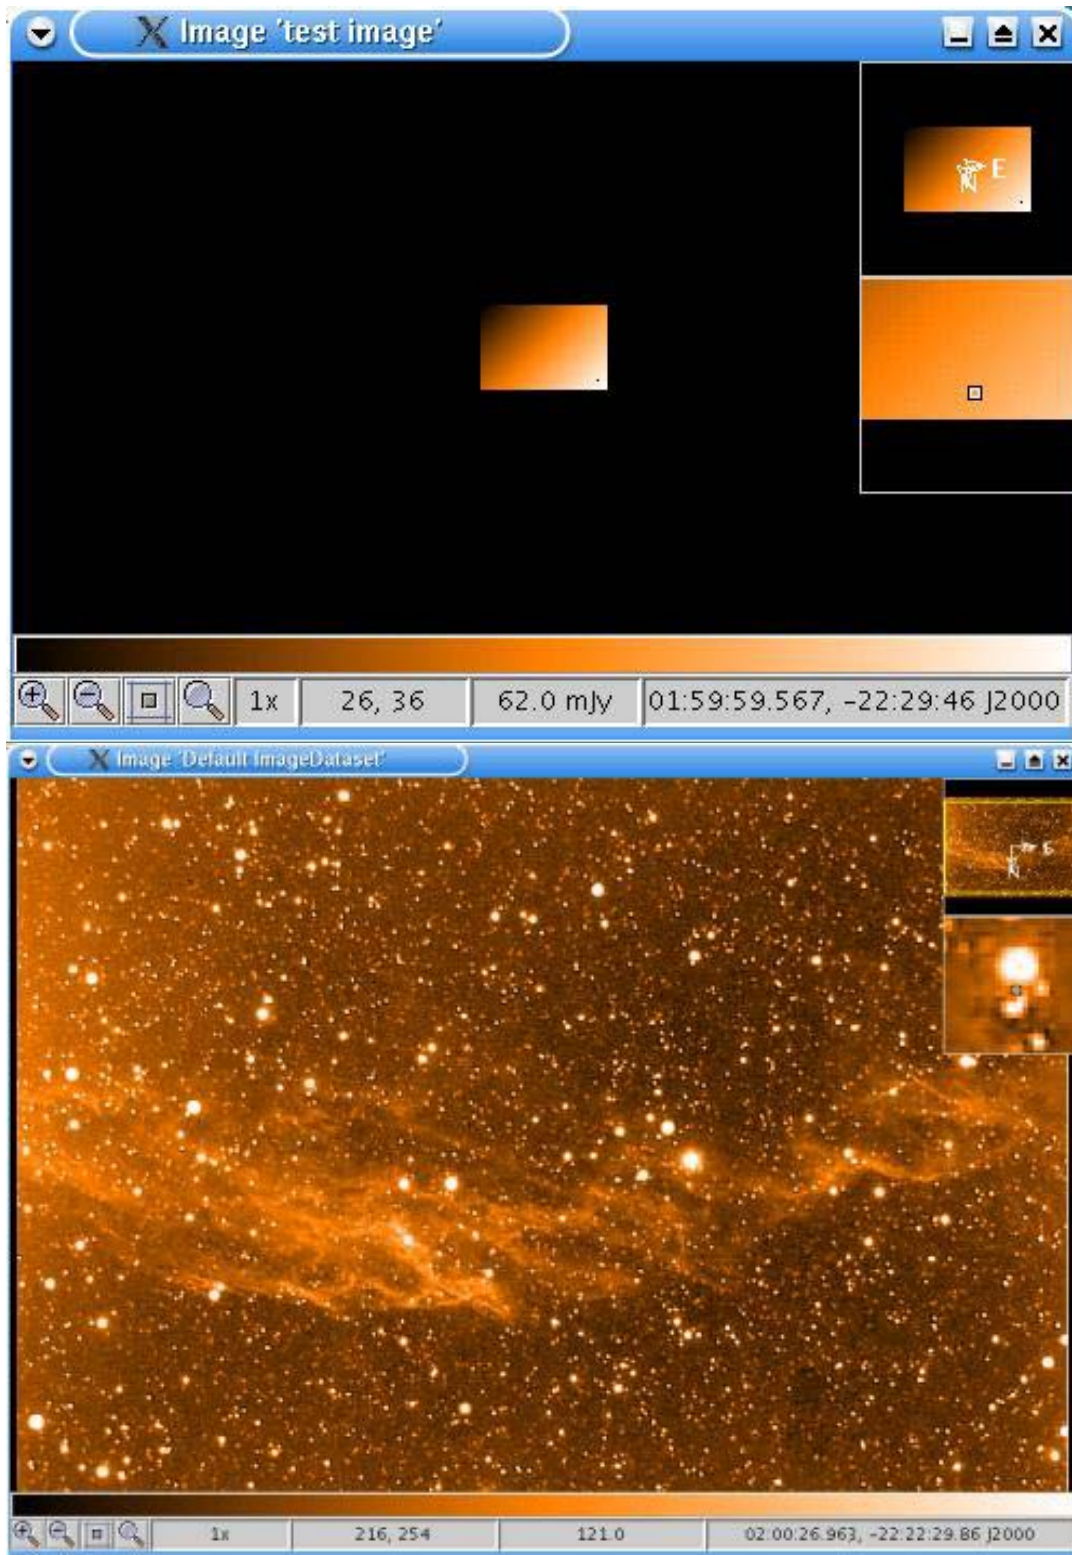 Image 'test image'
E
N
1x
26, 36
62.0 mJy
01:59:59.567, -22:29:46 J2000
Image 'Default ImageDataset'
E
N
1x
216, 254
121.0
02:00:26.963, -22:22:29.86 J2000